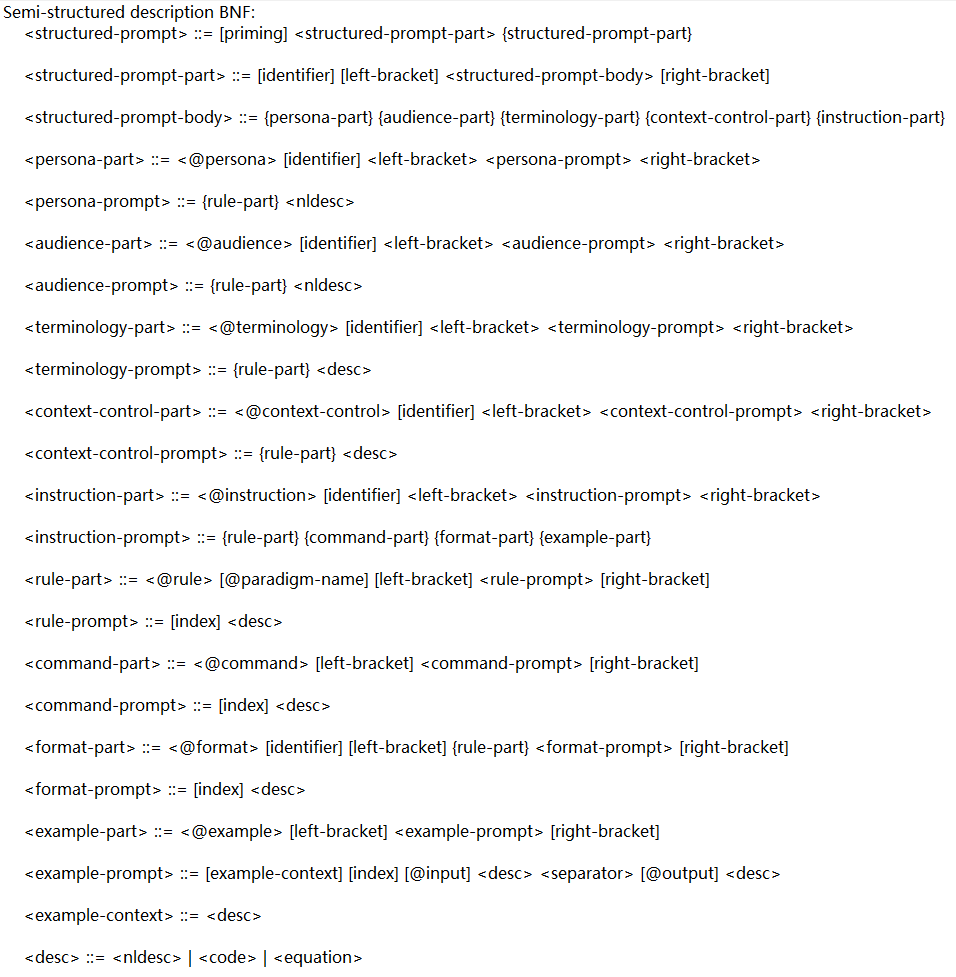 Semi-structured description BNF:
<structured-prompt> ::= [priming] <structured-prompt-part> {structured-prompt-part}
<structured-prompt-part> ::= [identifier] [left-bracket] <structured-prompt-body> [right-bracket]
<structured-prompt-body> ::= {persona-part} {audience-part} {terminology-part} {context-control-part} {instruction-part}
<persona-part> ::= <@persona> [identifier] <left-bracket> <persona-prompt> <right-bracket>
<persona-prompt> ::= {rule-part} <nldesc>
<audience-part> ::= <@audience> [identifier] <left-bracket> <audience-prompt> <right-bracket>
<audience-prompt> ::= {rule-part} <nldesc>
<terminology-part> ::= <@terminology> [identifier] <left-bracket> <terminology-prompt> <right-bracket>
<terminology-prompt> ::= {rule-part} <desc>
<context-control-part> ::= <@context-control> [identifier] <left-bracket> <context-control-prompt> <right-bracket>
<context-control-prompt> ::= {rule-part} <desc>
<instruction-part> ::= <@instruction> [identifier] <left-bracket> <instruction-prompt> <right-bracket>
<instruction-prompt> ::= {rule-part} {command-part} {format-part} {example-part}
<rule-part> ::= <@rule> [@paradigm-name] [left-bracket] <rule-prompt> [right-bracket]
<rule-prompt> ::= [index] <desc>
<command-part> ::= <@command> [left-bracket] <command-prompt> [right-bracket]
<command-prompt> ::= [index] <desc>
<format-part> ::= <@format> [identifier] [left-bracket] {rule-part} <format-prompt> [right-bracket]
<format-prompt> ::= [index] <desc>
<example-part> ::= <@example> [left-bracket] <example-prompt> [right-bracket]
<example-prompt> ::= [example-context] [index] [@input] <desc> <separator> [@output] <desc>
<example-context> ::= <desc>
<desc> ::= <nldesc> | <code> | <equation>